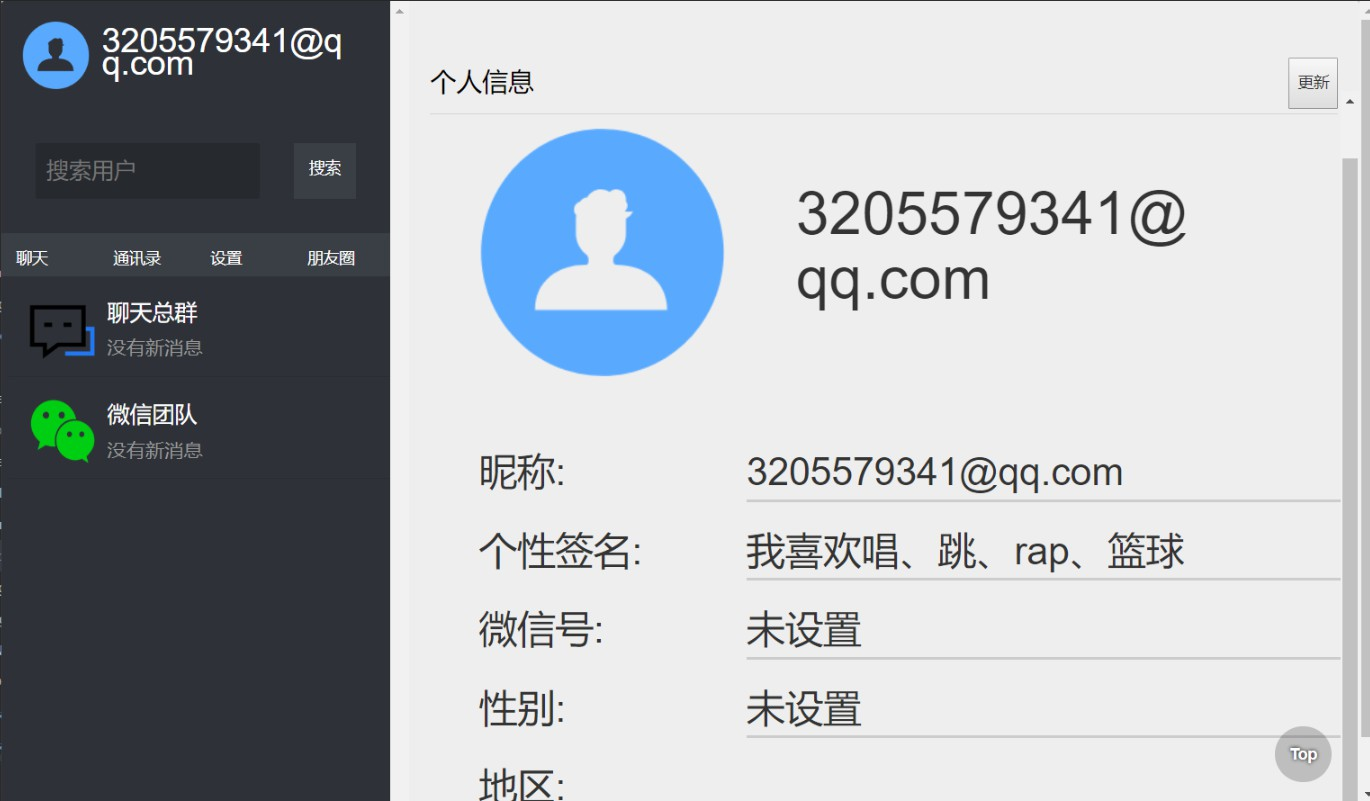 3205579341@q
q.com
搜索用户
搜索
聊天 通讯录 设置 朋友圈
聊天总群
没有新消息
微信团队
没有新消息
个人信息
更新
3205579341@
qq.com
昵称: 3205579341@qq.com
个性签名: 我喜欢唱、跳、rap、篮球
微信号: 未设置
性别: 未设置
地区:
Top